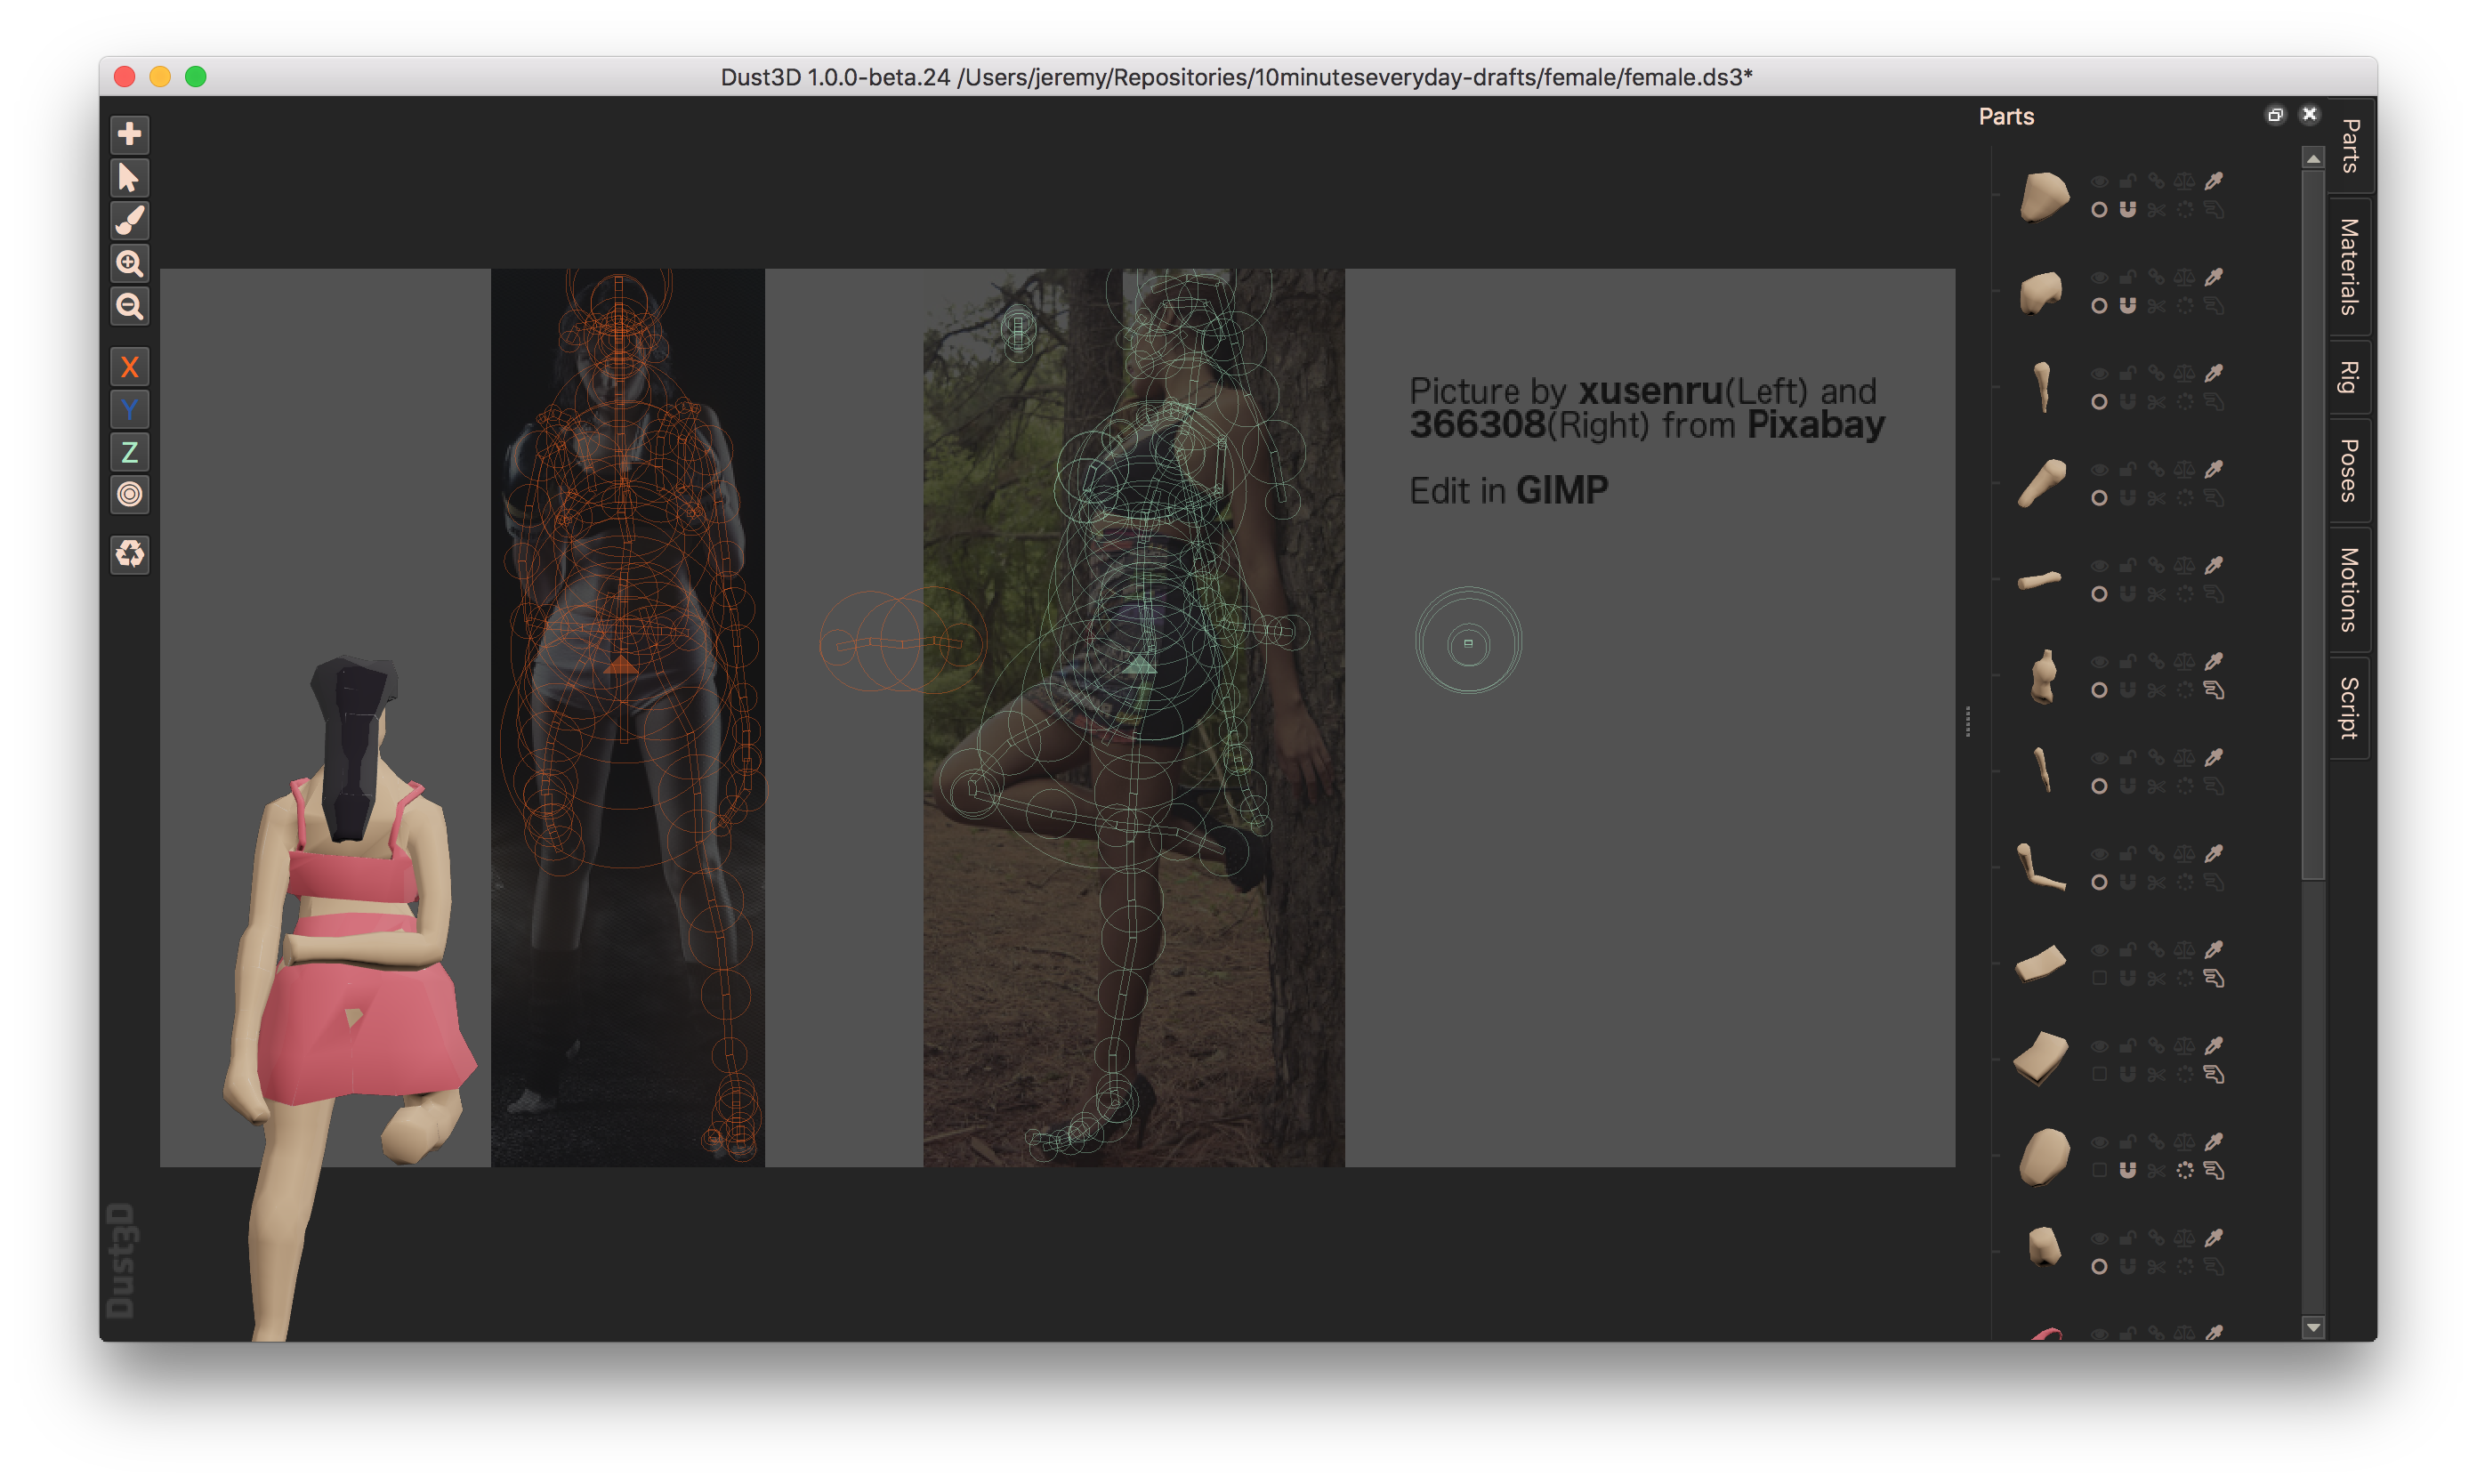 Dust3D 1.0.0-beta.24 /Users/jeremy/Repositories/10minuteseveryday-drafts/female/female.ds3*
Parts
Parts
Materials
Rig
Poses
Motions
Script
X
Y
Z
Picture by xusenru(Left) and
366308(Right) from Pixabay
Edit in GIMP
Dust3D